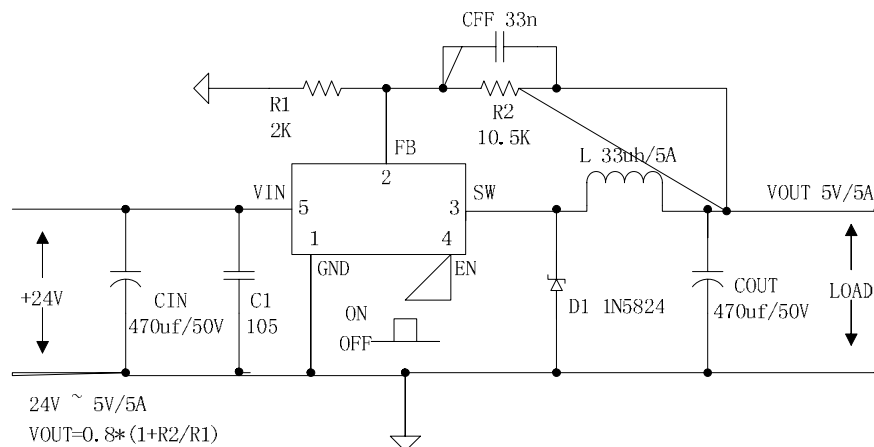 CFF 33n
R1
2K
R2
10.5K
FB
L 33uh/5A
2
VIN
SW
VOUT 5V/5A
5
3
1
4
GND
EN
+24V
CIN
470uf/50V
C1
105
ON
OFF
D1 1N5824
COUT
470uf/50V
LOAD
24V ~ 5V/5A
VOUT=0.8*(1+R2/R1)